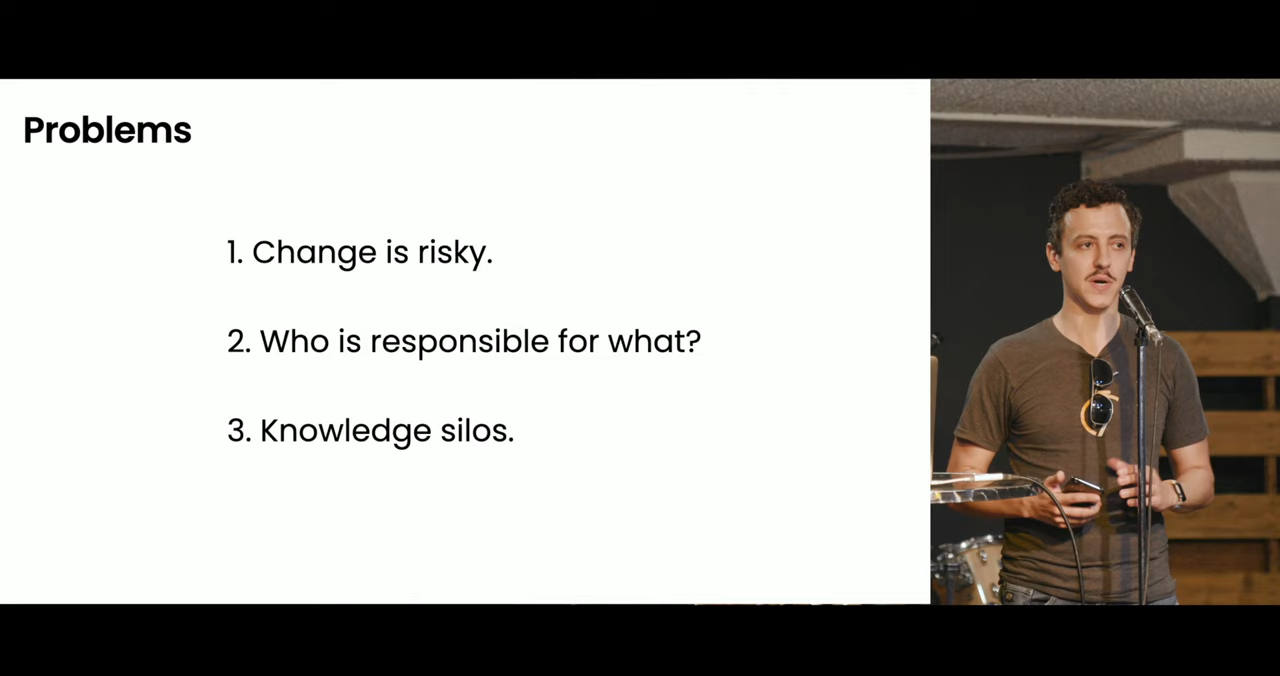 Problems
1. Change is risky.
2. Who is responsible for what?
3. Knowledge silos.